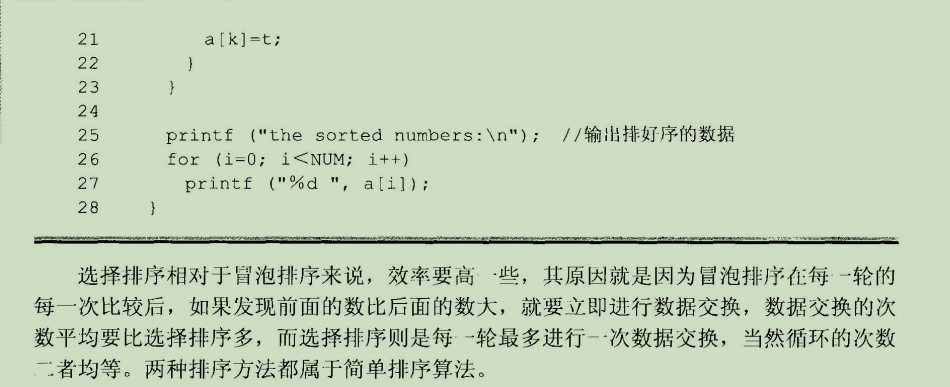 21 a[k]=t;
22 }
23 }
24
25 printf ("the sorted numbers:\n"); //输出排好序的数据
26 for (i=0; i<NUM; i++)
27 printf ("%d ", a[i]);
28 }
选择排序相对于冒泡排序来说，效率要高一些，其原因就是因为冒泡排序在每一轮的
每一次比较后，如果发现前面的数比后面的数大，就要立即进行数据交换，数据交换的次
数平均要比选择排序多，而选择排序则是每一轮最多进行一次数据交换，当然循环的次数
二者均等。两种排序方法都属于简单排序算法。